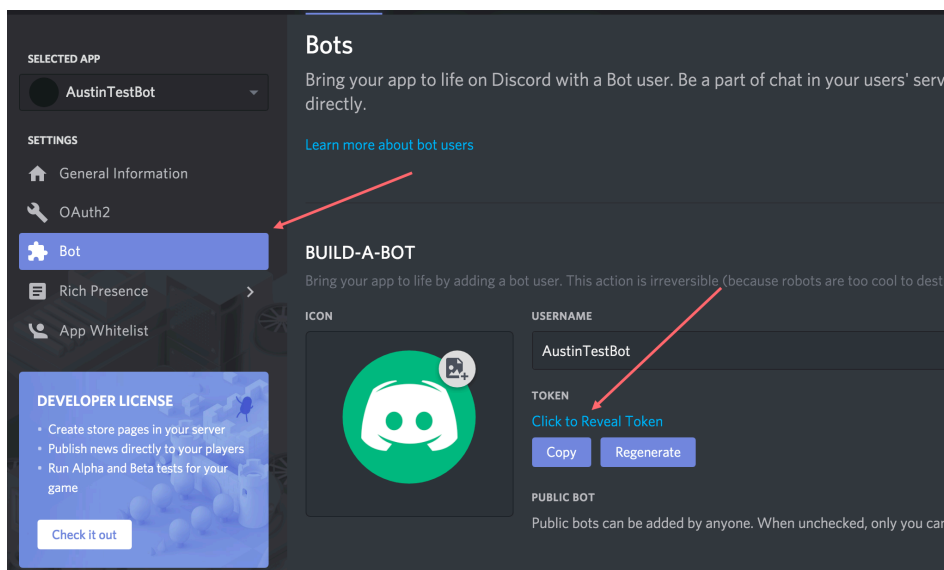 SELECTED APP
AustinTestBot
SETTINGS
General Information
OAuth2
Bot
Rich Presence
App Whitelist
DEVELOPER LICENSE
• Create store pages in your server
• Publish news directly to your players
• Run Alpha and Beta tests for your
game
Check it out
Bots
Bring your app to life on Discord with a Bot user. Be a part of chat in your users' serv
directly.
Learn more about bot users
BUILD-A-BOT
Bring your app to life by adding a bot user. This action is irreversible (because robots are too cool to dest
ICON
USERNAME
AustinTestBot
TOKEN
Click to Reveal Token
Copy
Regenerate
PUBLIC BOT
Public bots can be added by anyone. When unchecked, only you can